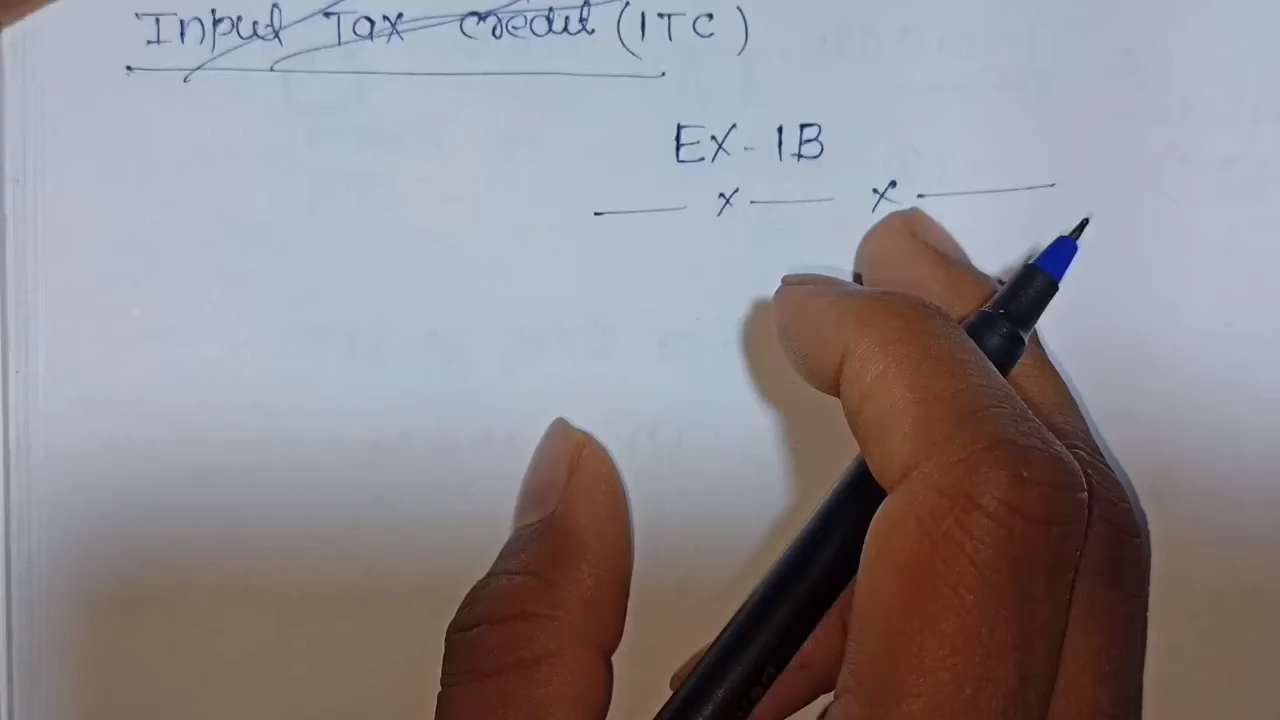 Input Tax credit (ITC)
EX-1B
— x — x —